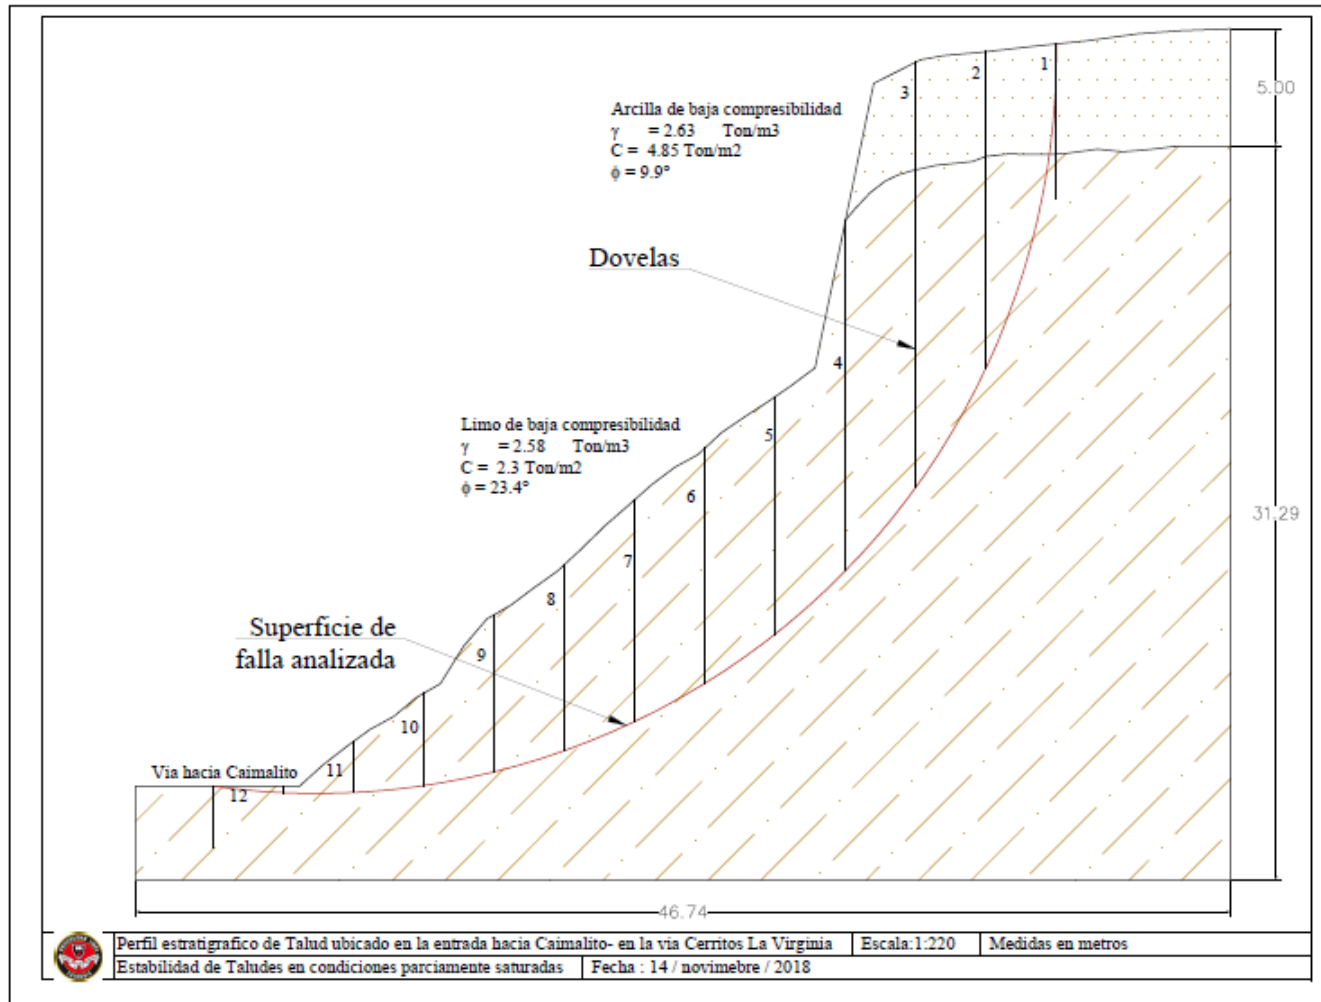 1
2
3
5.00
Arcilla de baja compresibilidad
γ = 2.63 Ton/m3
C = 4.85 Ton/m2
ϕ = 9.9°
Dovelas
4
5
Limo de baja compresibilidad
γ = 2.58 Ton/m3
C = 2.3 Ton/m2
ϕ = 23.4°
6
31.29
7
8
Superficie de
falla analizada
9
10
11
Via hacia Caimalito
12
46.74
Perfil estratigrafico de Talud ubicado en la entrada hacia Caimalito- en la via Cerritos La Virginia Escala:1:220 Medidas en metros
Estabilidad de Taludes en condiciones parciamente saturadas Fecha : 14 / novimebre / 2018